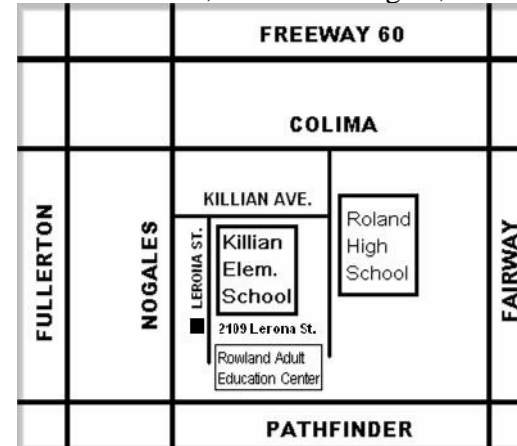 FREEWAY 60
COLIMA
KILLIAN AVE.
FULLERTON
NOGALES
LERONA ST.
Killian
Elem.
School
Roland
High
School
FAIRWAY
2109 Lerona St.
Rowland Adult
Education Center
PATHFINDER